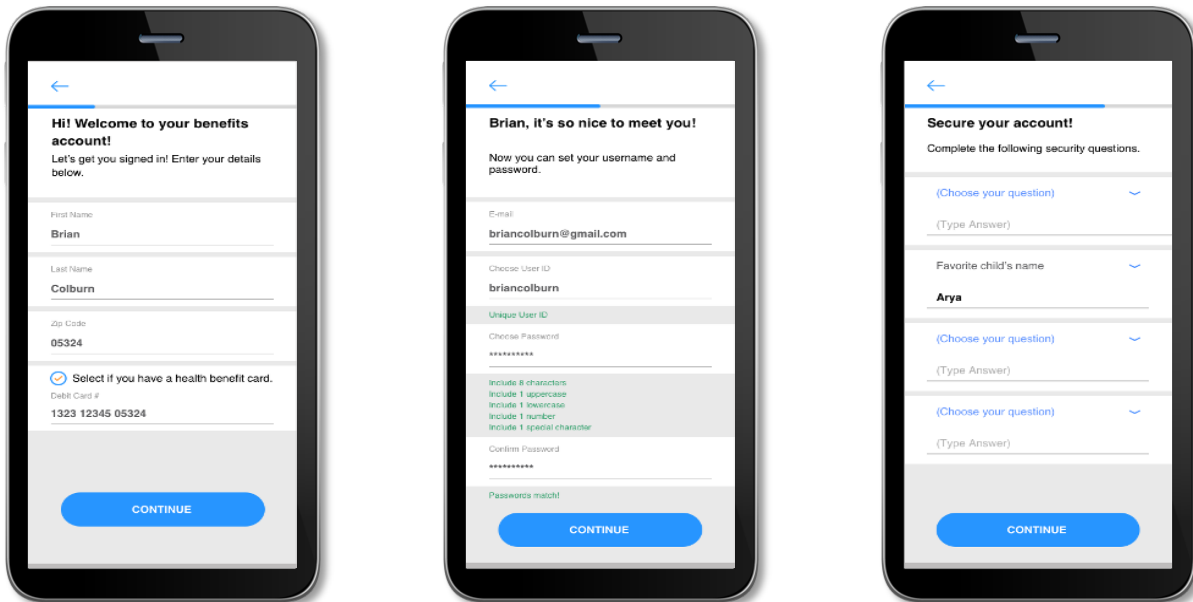 Hi! Welcome to your benefits
account!
Let's get you signed in! Enter your details
below.
First Name
Brian
Last Name
Colburn
Zip Code
05324
Select if you have a health benefit card.
Debit Card #
1323 12345 05324
CONTINUE
Brian, it's so nice to meet you!
Now you can set your username and
password.
E-mail
briancolburn@gmail.com
Choose User ID
briancolburn
Unique User ID
Choose Password
**********
Include 8 characters
Include 1 uppercase
Include 1 lowercase
Include 1 number
Include 1 special character
Confirm Password
**********
Passwords match!
CONTINUE
Secure your account!
Complete the following security questions.
(Choose your question)
(Type Answer)
Favorite child's name
Arya
(Choose your question)
(Type Answer)
(Choose your question)
(Type Answer)
CONTINUE